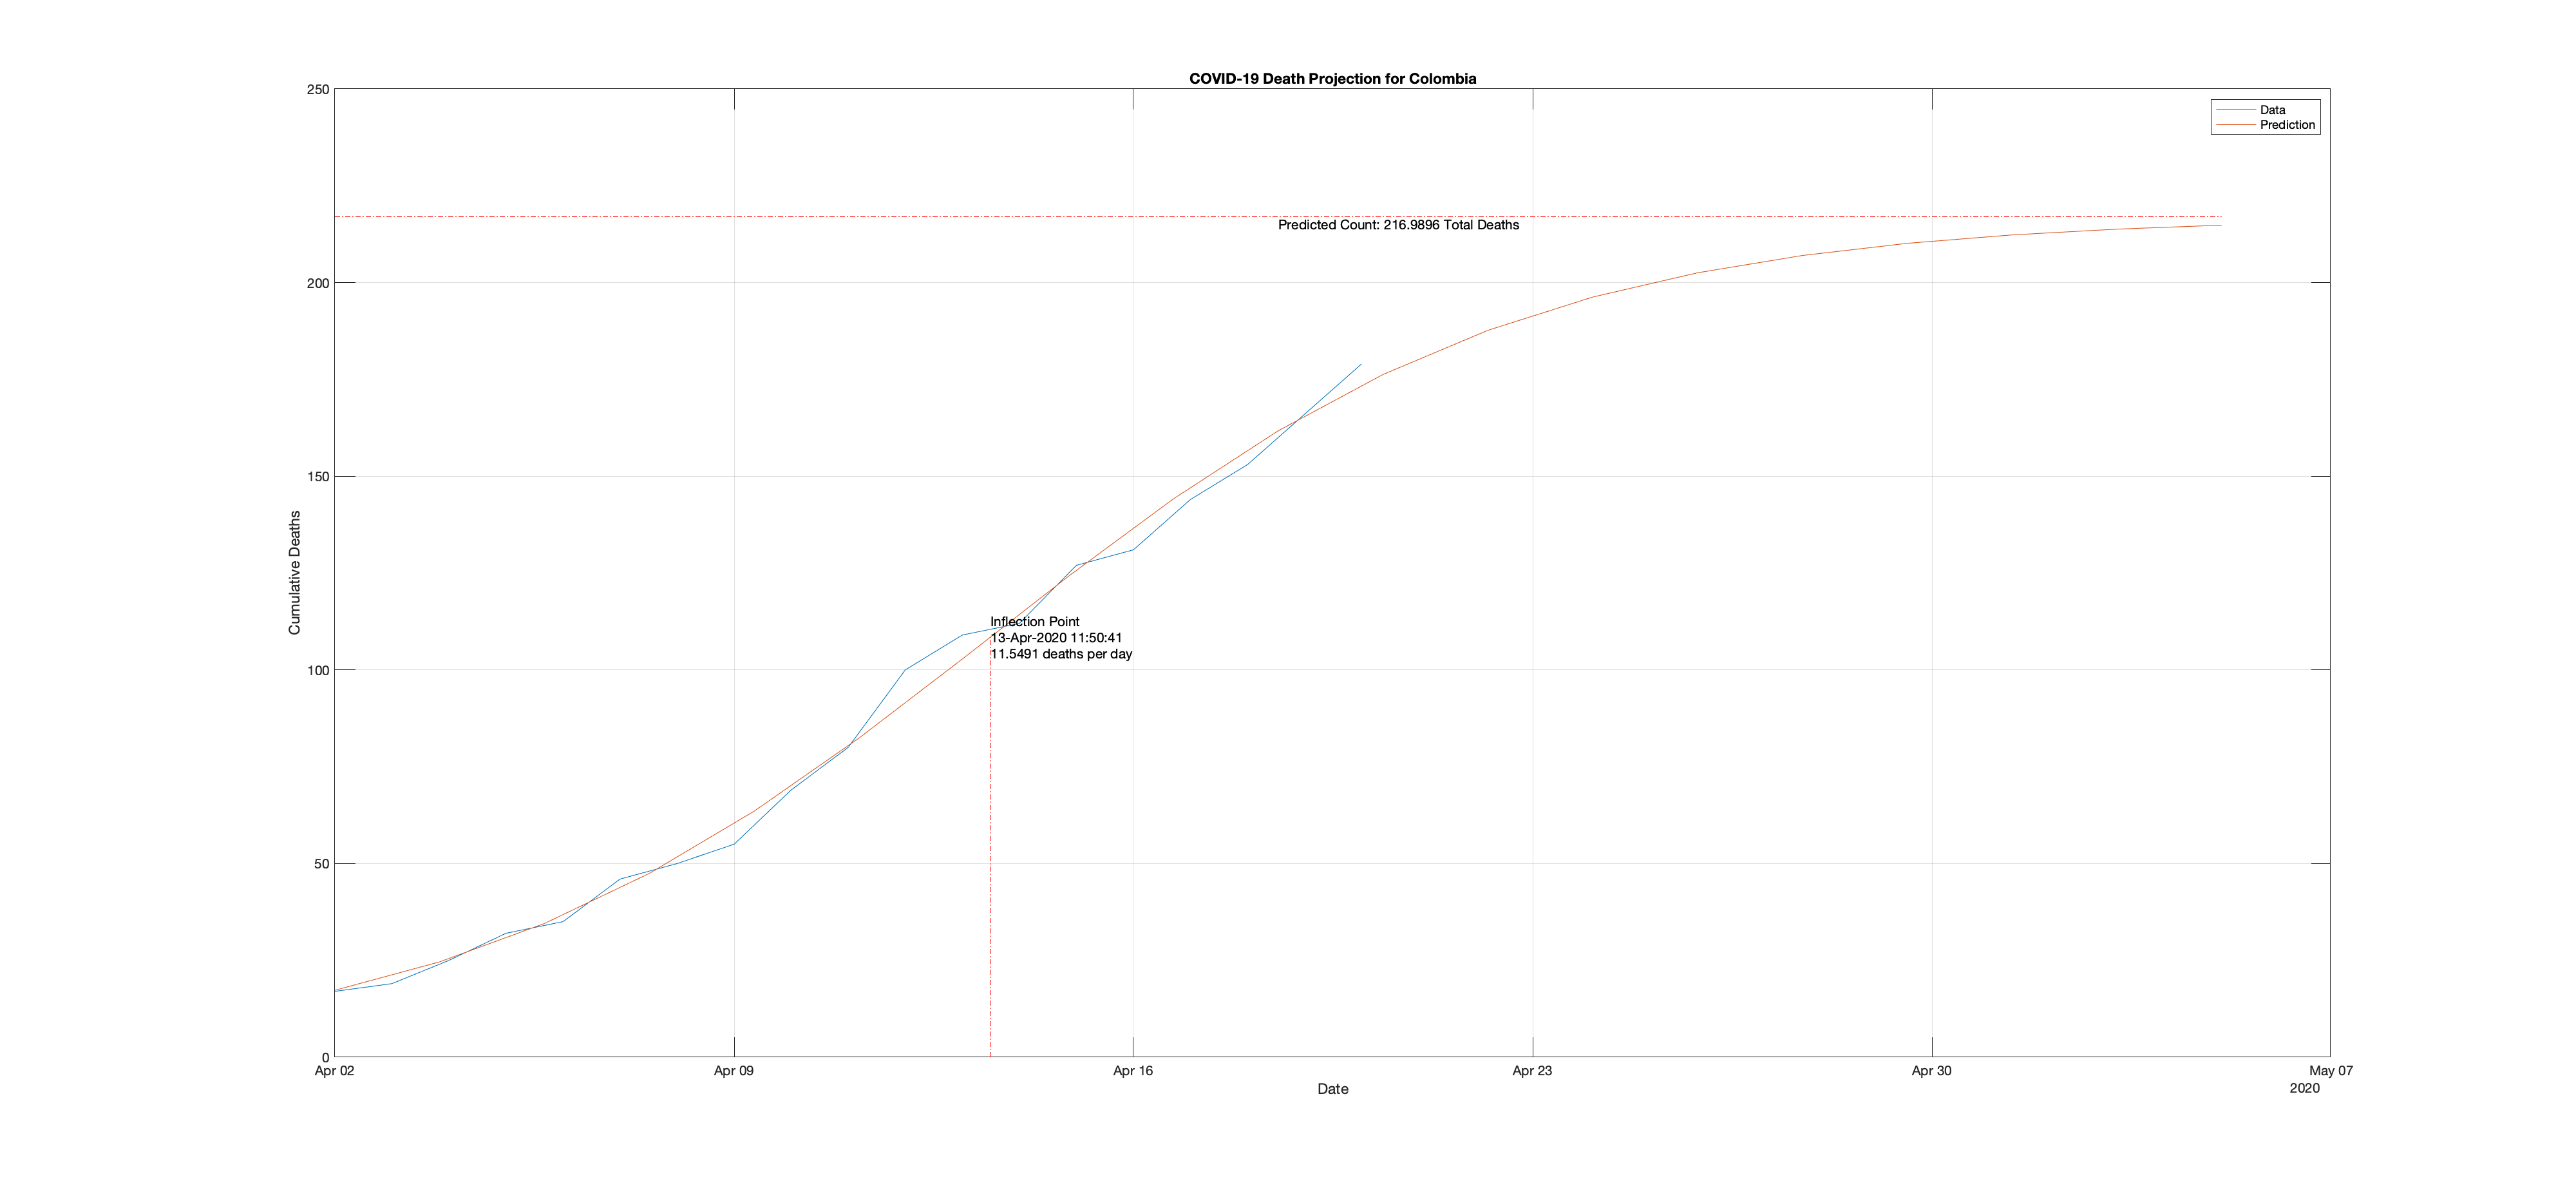 COVID-19 Death Projection for Colombia
250
200
150
100
50
0
Cumulative Deaths
Data
Prediction
Predicted Count: 216.9896 Total Deaths
Inflection Point
13-Apr-2020 11:50:41
11.5491 deaths per day
Apr 02
Apr 09
Apr 16
Apr 23
Apr 30
May 07
2020
Date